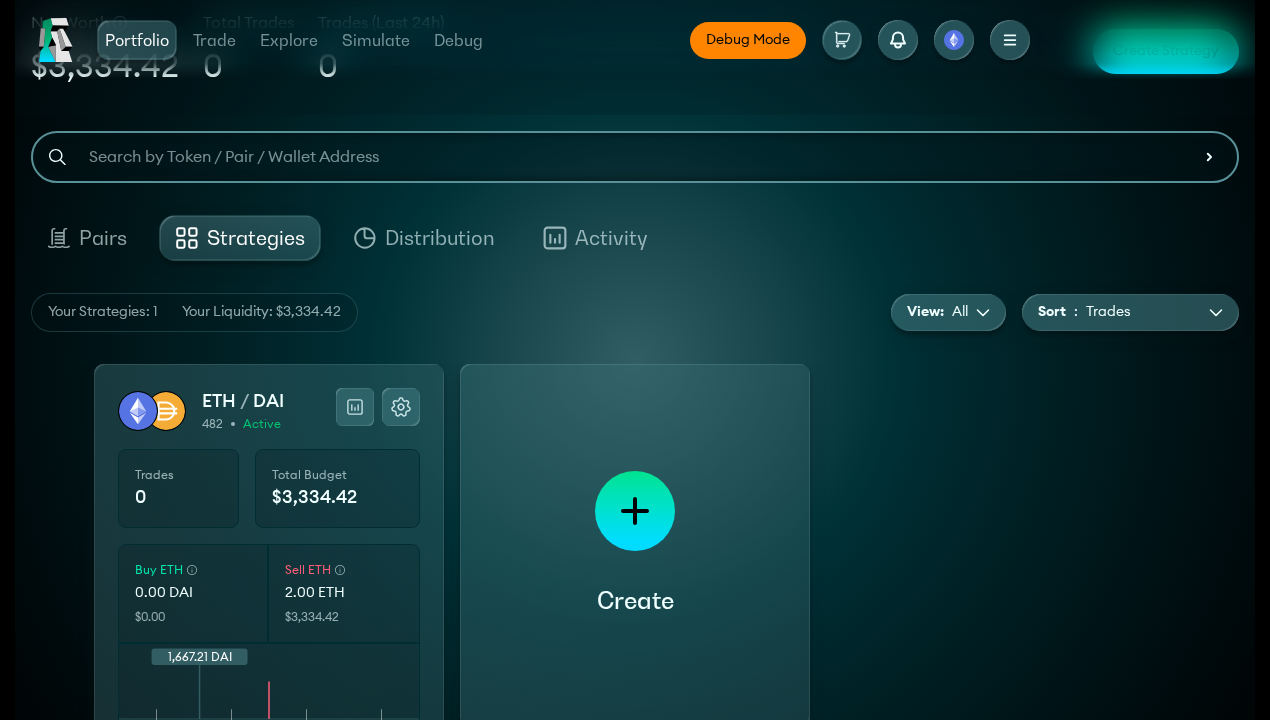 Net Worth Total Trades Trades (Last 24h)
Portfolio Trade Explore Simulate Debug Debug Mode Create Strategy
$3,334.42 0 0
Search by Token / Pair / Wallet Address
Pairs Strategies Distribution Activity
Your Strategies: 1 Your Liquidity: $3,334.42 View: All Sort : Trades
ETH / DAI
482 • Active
Trades Total Budget
0 $3,334.42
Buy ETH Sell ETH
0.00 DAI 2.00 ETH
$0.00 $3,334.42
1,667.21 DAI
Create